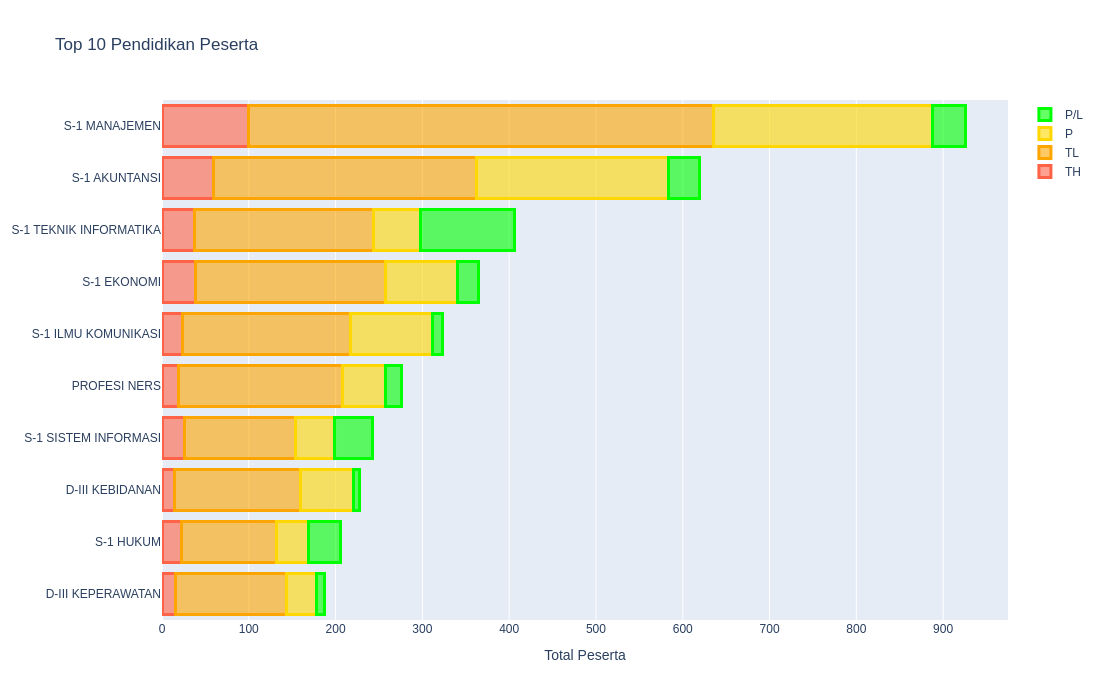 Top 10 Pendidikan Peserta
P/L
P
TL
TH
S-1 MANAJEMEN
S-1 AKUNTANSI
S-1 TEKNIK INFORMATIKA
S-1 EKONOMI
S-1 ILMU KOMUNIKASI
PROFESI NERS
S-1 SISTEM INFORMASI
D-III KEBIDANAN
S-1 HUKUM
D-III KEPERAWATAN
0 100 200 300 400 500 600 700 800 900
Total Peserta